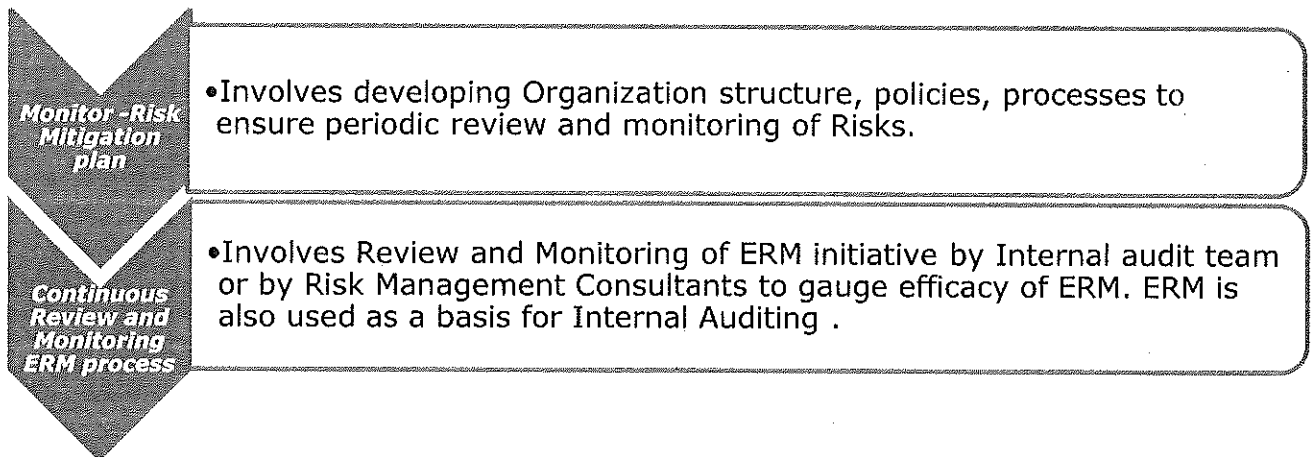 Monitor -Risk
Mitigation
plan
•Involves developing Organization structure, policies, processes to
ensure periodic review and monitoring of Risks.
Continuous
Review and
Monitoring
ERM process
•Involves Review and Monitoring of ERM initiative by Internal audit team
or by Risk Management Consultants to gauge efficacy of ERM. ERM is
also used as a basis for Internal Auditing .